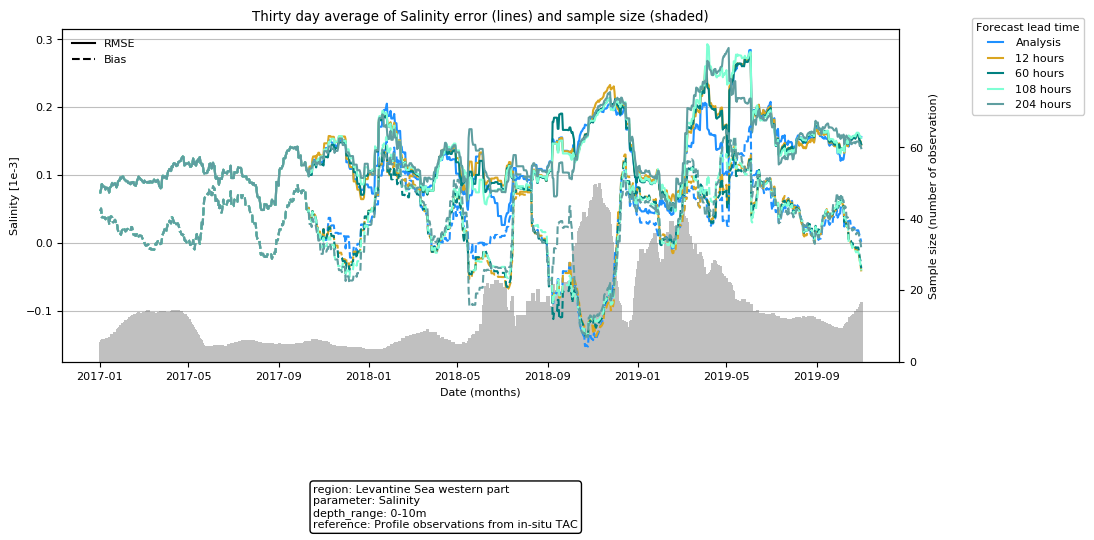 Thirty day average of Salinity error (lines) and sample size (shaded)
Forecast lead time
Analysis
12 hours
60 hours
108 hours
204 hours
RMSE
Bias
Salinity [1e-3]
0.3
0.2
0.1
0.0
−0.1
Sample size (number of observation)
60
40
20
0
2017-01
2017-05
2017-09
2018-01
2018-05
2018-09
2019-01
2019-05
2019-09
Date (months)
region: Levantine Sea western part
parameter: Salinity
depth_range: 0-10m
reference: Profile observations from in-situ TAC